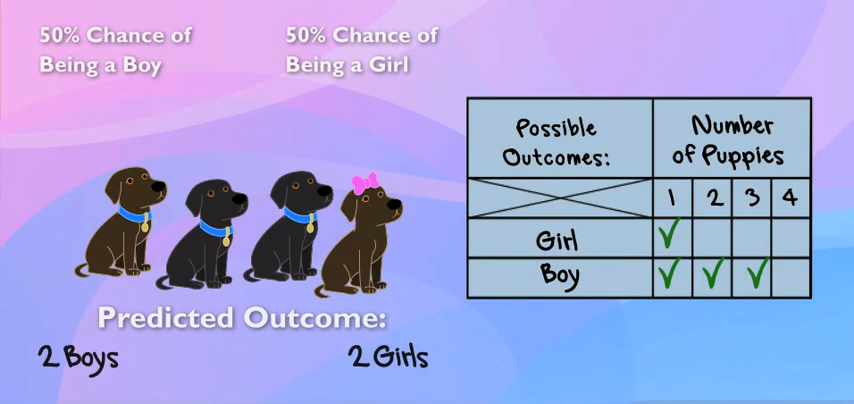 50% Chance of
Being a Boy
50% Chance of
Being a Girl
Possible
Outcomes:
Number
of Puppies
1 2 3 4
Girl ✓
Boy ✓ ✓ ✓
Predicted Outcome:
2 Boys
2 Girls